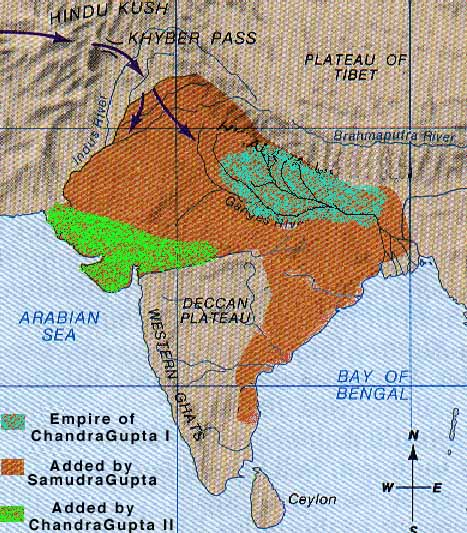 HINDU KUSH
KHYBER PASS
PLATEAU OF
TIBET
Indus River
Brahmaputra River
Ganges River
ARABIAN
SEA
DECCAN
PLATEAU
WESTERN GHATS
BAY OF
BENGAL
Empire of
ChandraGupta I
Added by
SamudraGupta
Added by
ChandraGupta II
Ceylon
N
W
E
S